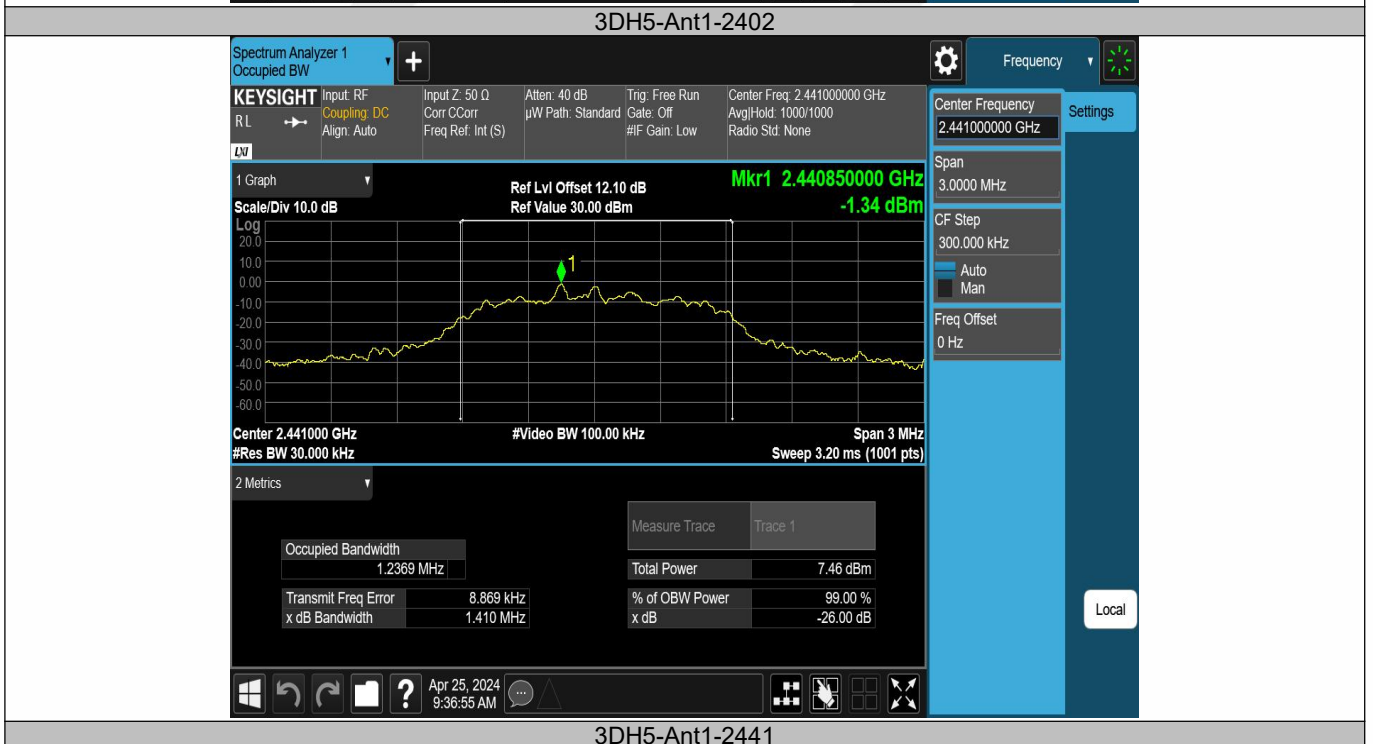 3DH5-Ant1-2402
Spectrum Analyzer 1
Occupied BW
Frequency
KEYSIGHT
RL
LXI
Input: RF
Coupling: DC
Align: Auto
Input Z: 50 Ω
Corr CCorr
Freq Ref: Int (S)
Atten: 40 dB
µW Path: Standard
Trig: Free Run
Gate: Off
#IF Gain: Low
Center Freq: 2.441000000 GHz
Avg|Hold: 1000/1000
Radio Std: None
Center Frequency
2.441000000 GHz
Settings
Span
3.0000 MHz
CF Step
300.000 kHz
Auto
Man
Freq Offset
0 Hz
Local
1 Graph
Scale/Div 10.0 dB
Ref Lvl Offset 12.10 dB
Ref Value 30.00 dBm
Mkr1 2.440850000 GHz
-1.34 dBm
Log
20.0
10.0
0.00
-10.0
-20.0
-30.0
-40.0
-50.0
-60.0
1
Center 2.441000 GHz
#Res BW 30.000 kHz
#Video BW 100.00 kHz
Span 3 MHz
Sweep 3.20 ms (1001 pts)
2 Metrics
Measure Trace Trace 1
Occupied Bandwidth
1.2369 MHz
Total Power 7.46 dBm
Transmit Freq Error 8.869 kHz
% of OBW Power 99.00 %
x dB Bandwidth 1.410 MHz
x dB -26.00 dB
?
Apr 25, 2024
9:36:55 AM
3DH5-Ant1-2441